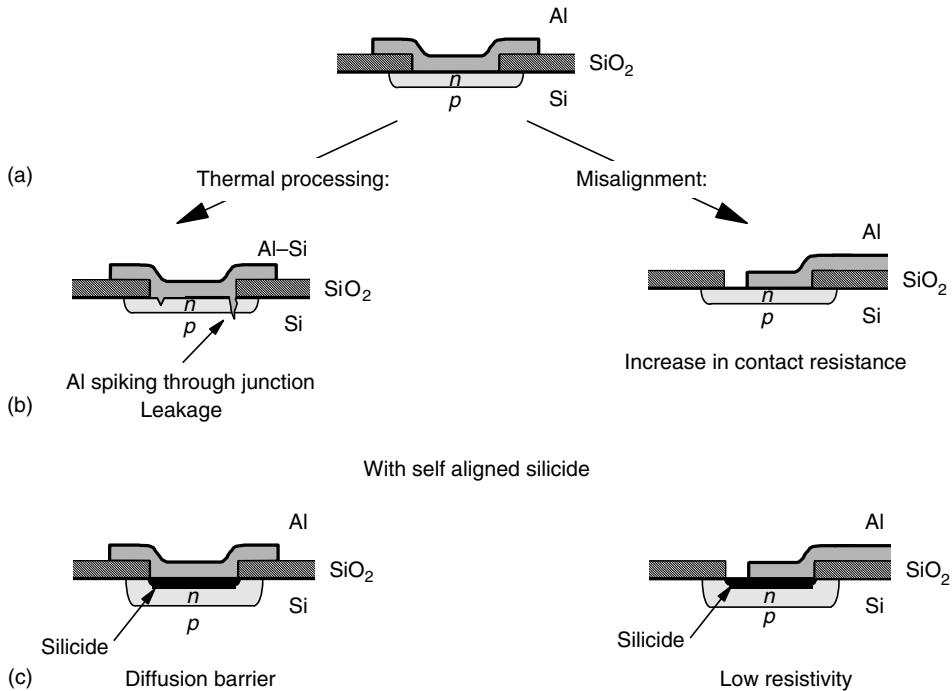 Al
SiO2
n
p
Si
(a)
Thermal processing:
Misalignment:
Al–Si
SiO2
n
p
Si
Al spiking through junction
Leakage
Al
SiO2
n
p
Si
Increase in contact resistance
(b)
With self aligned silicide
Al
SiO2
n
p
Si
Silicide
Diffusion barrier
Al
SiO2
n
p
Si
Silicide
Low resistivity
(c)